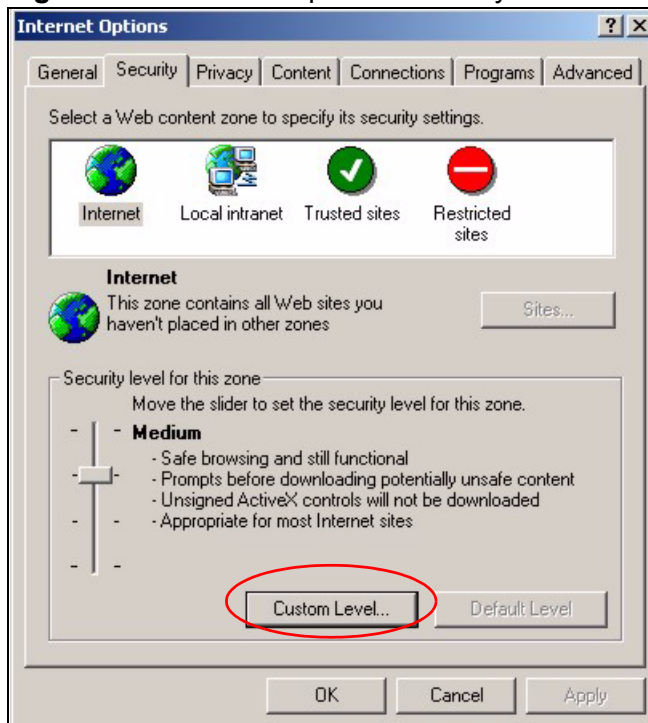 Internet Options
General Security Privacy Content Connections Programs Advanced
Select a Web content zone to specify its security settings.
Internet Local intranet Trusted sites Restricted sites
Internet
This zone contains all Web sites you
haven't placed in other zones
Sites...
Security level for this zone
Move the slider to set the security level for this zone.
Medium
- Safe browsing and still functional
- Prompts before downloading potentially unsafe content
- Unsigned ActiveX controls will not be downloaded
- Appropriate for most Internet sites
Custom Level... Default Level
OK Cancel Apply